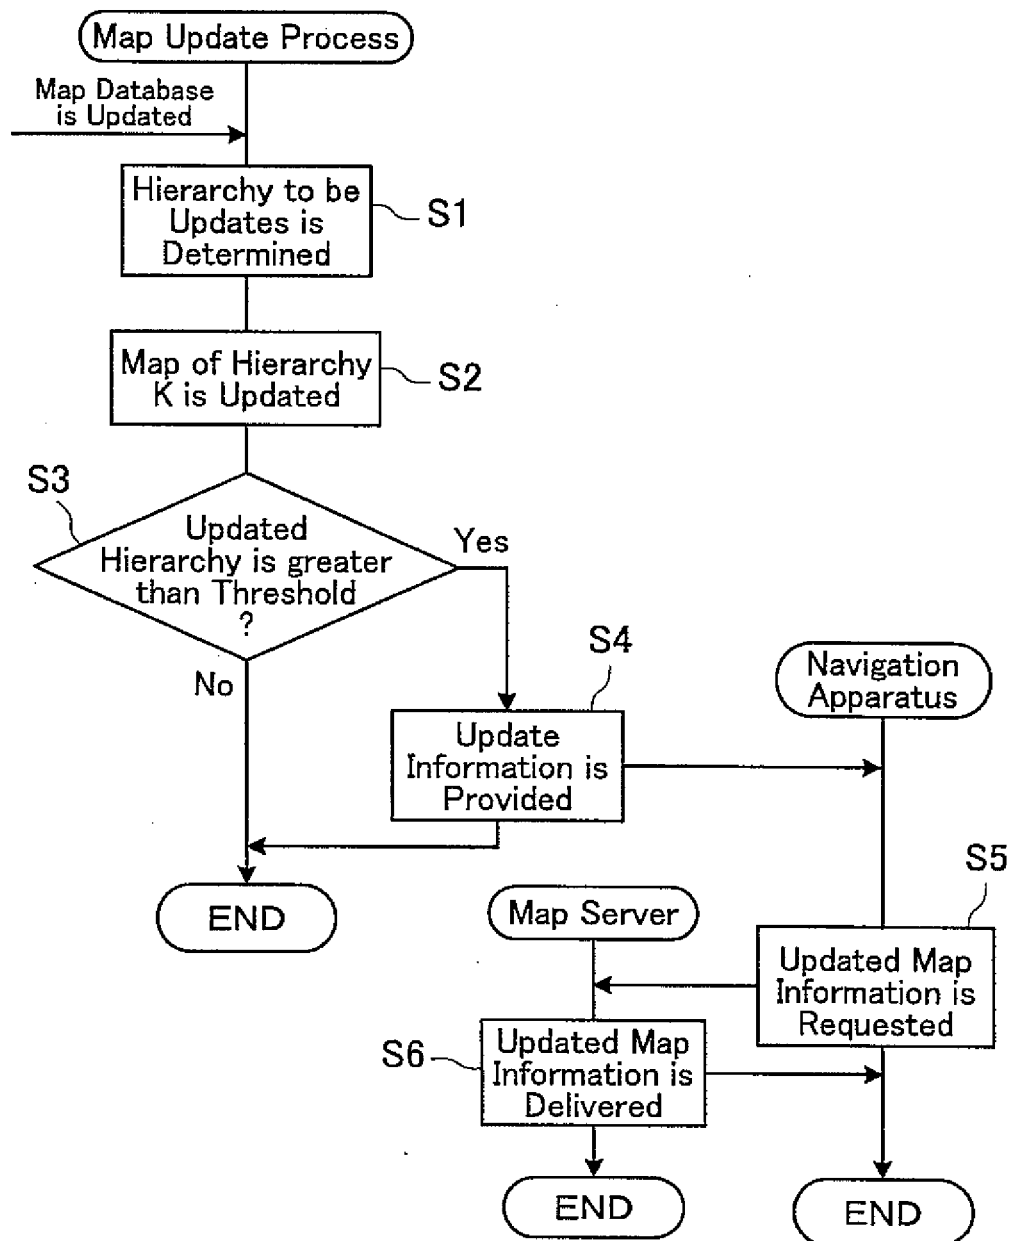 Map Update Process
Map Database
is Updated
Hierarchy to be
Updates is
Determined
S1
Map of Hierarchy
K is Updated
S2
S3
Updated
Hierarchy is greater
than Threshold
?
Yes
No
S4
Update
Information is
Provided
Navigation
Apparatus
END
Map Server
S5
Updated Map
Information is
Requested
S6
Updated Map
Information is
Delivered
END
END